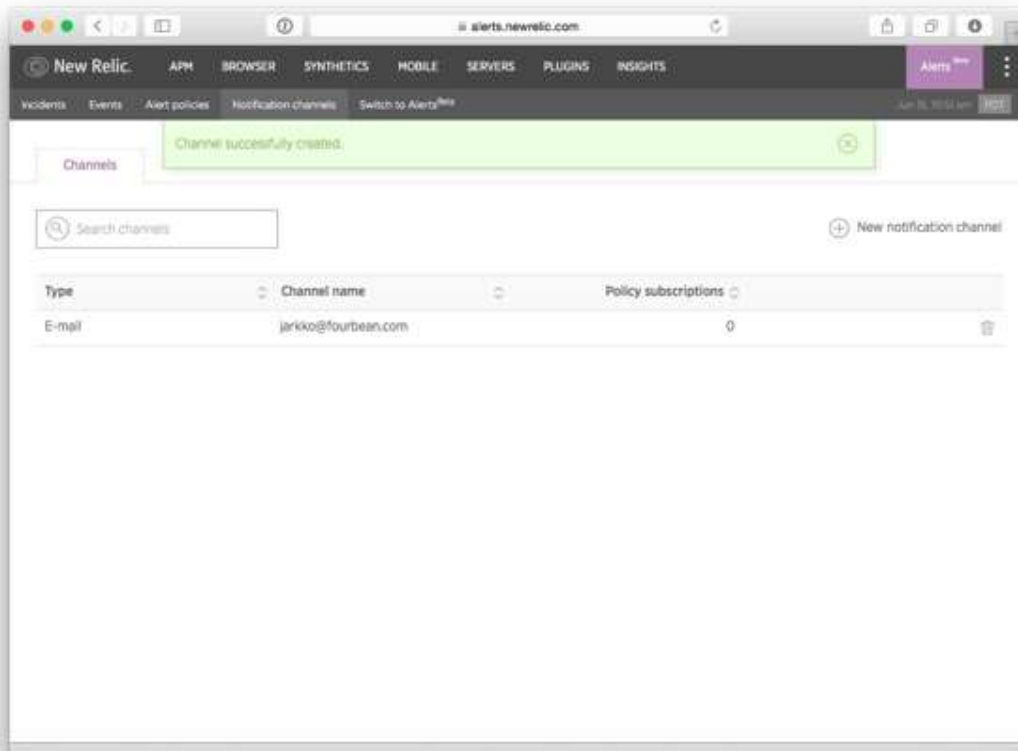 alerts.newrelic.com
New Relic. APM BROWSER SYNTHETICS MOBILE SERVERS PLUGINS INSIGHTS Alerts Beta
Incidents Events Alert policies Notification channels Switch to Alerts Beta
Channel successfully created.
Channels
Search channels
New notification channel
Type Channel name Policy subscriptions
E-mail jarkko@fourbean.com 0